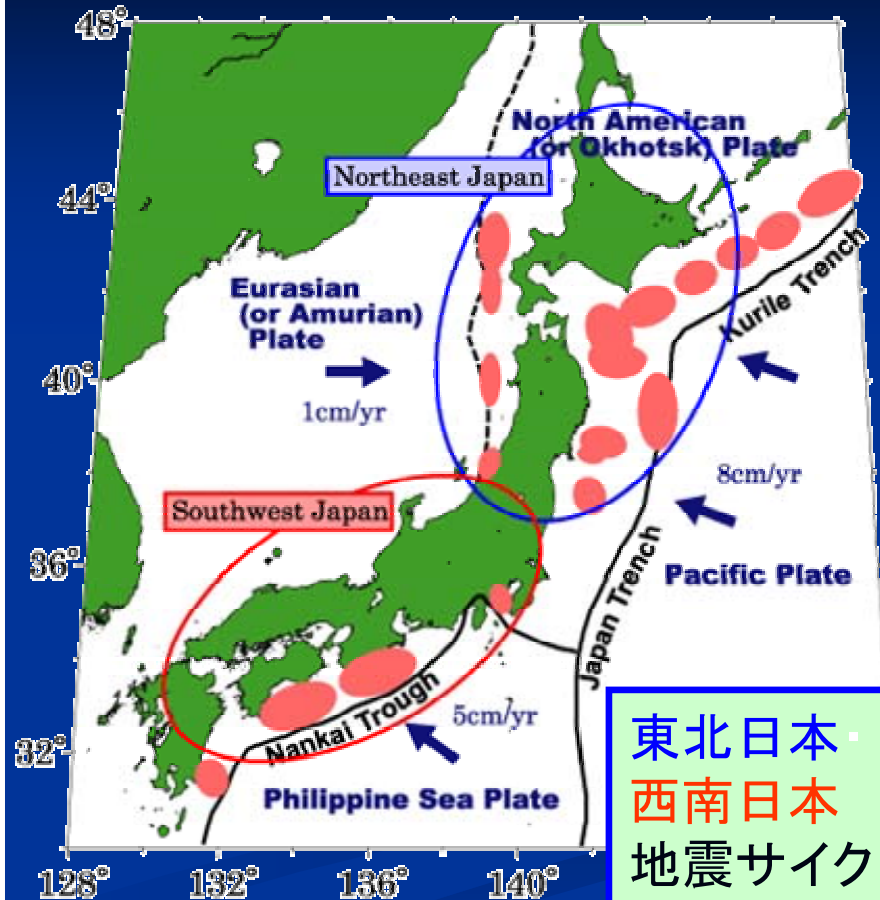 48°
North American
(or Okhotsk) Plate
Northeast Japan
44°
Kurile Trench
Eurasian
(or Amurian)
Plate
40°
1cm/yr
8cm/yr
Southwest Japan
36°
Pacific Plate
Japan Trench
Nankai Trough
5cm/yr
32°
Philippine Sea Plate
東北日本
西南日本
地震サイク
128° 132° 136° 140°